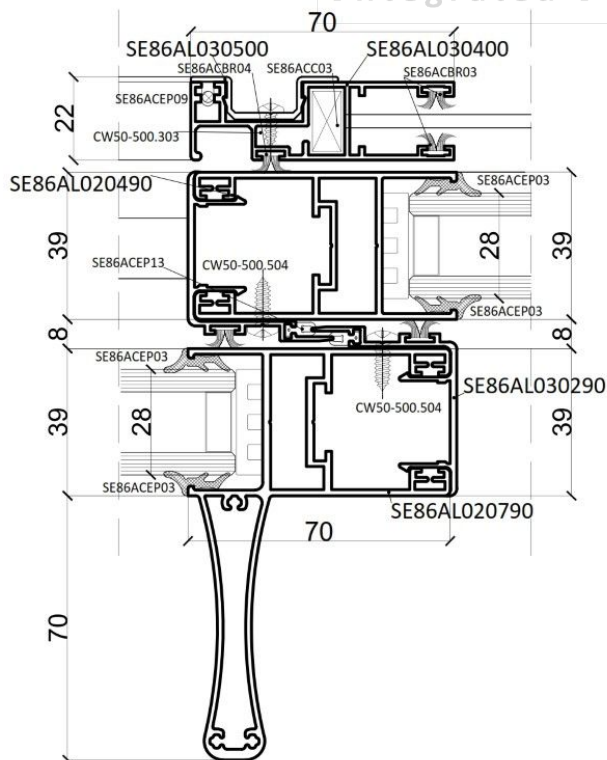 70
SE86AL030500
SE86AL030400
SE86ACBR04
SE86ACC03
SE86ACBR03
SE86ACEP09
22
CW50-500.303
SE86AL020490
SE86ACEP03
39
SE86ACEP13
CW50-500.504
28
39
SE86ACEP03
8
8
SE86ACEP03
SE86AL030290
39
28
CW50-500.504
39
SE86ACEP03
SE86AL020790
70
70